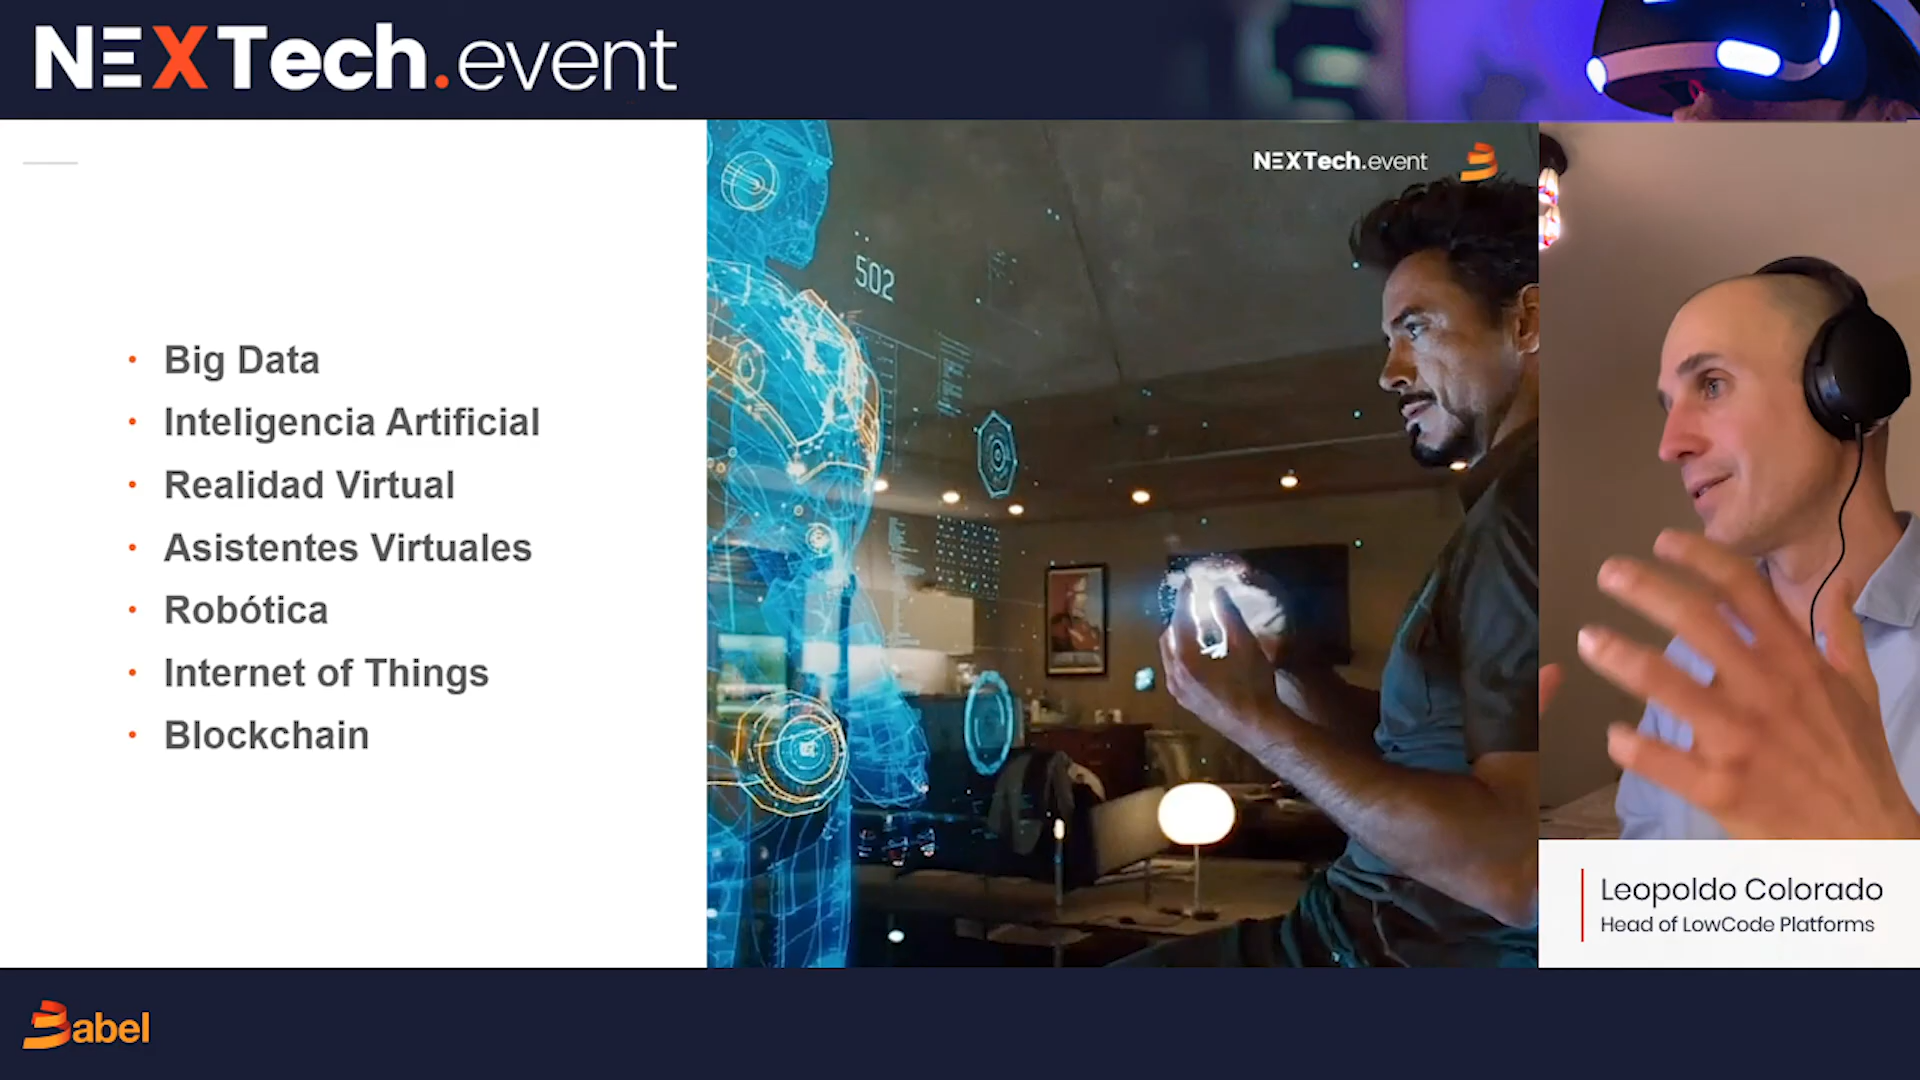 NEXTech.event
NEXTech.event
502
• Big Data
• Inteligencia Artificial
• Realidad Virtual
• Asistentes Virtuales
• Robótica
• Internet of Things
• Blockchain
Leopoldo Colorado
Head of LowCode Platforms
Babel